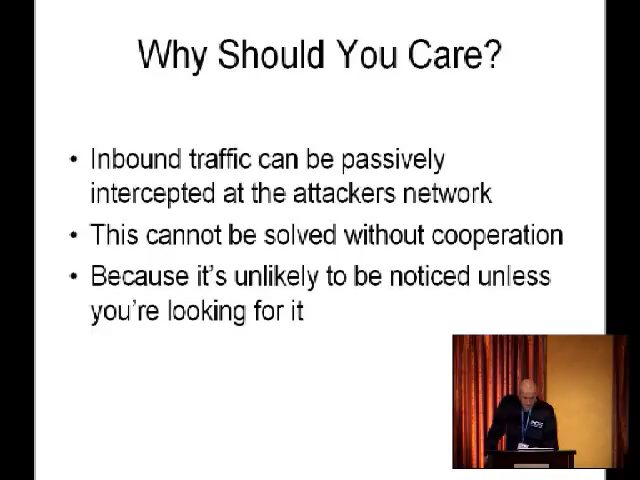 Why Should You Care?
• Inbound traffic can be passively
intercepted at the attackers network
• This cannot be solved without cooperation
• Because it's unlikely to be noticed unless
you're looking for it